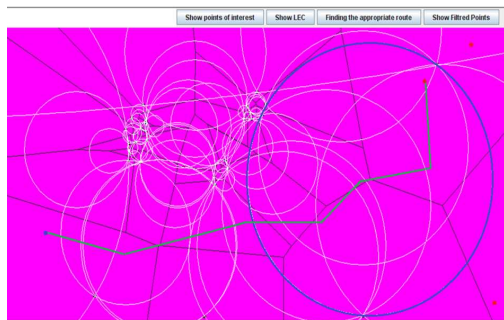 Show points of interest
Show LEC
Finding the appropriate route
Show Filtred Points